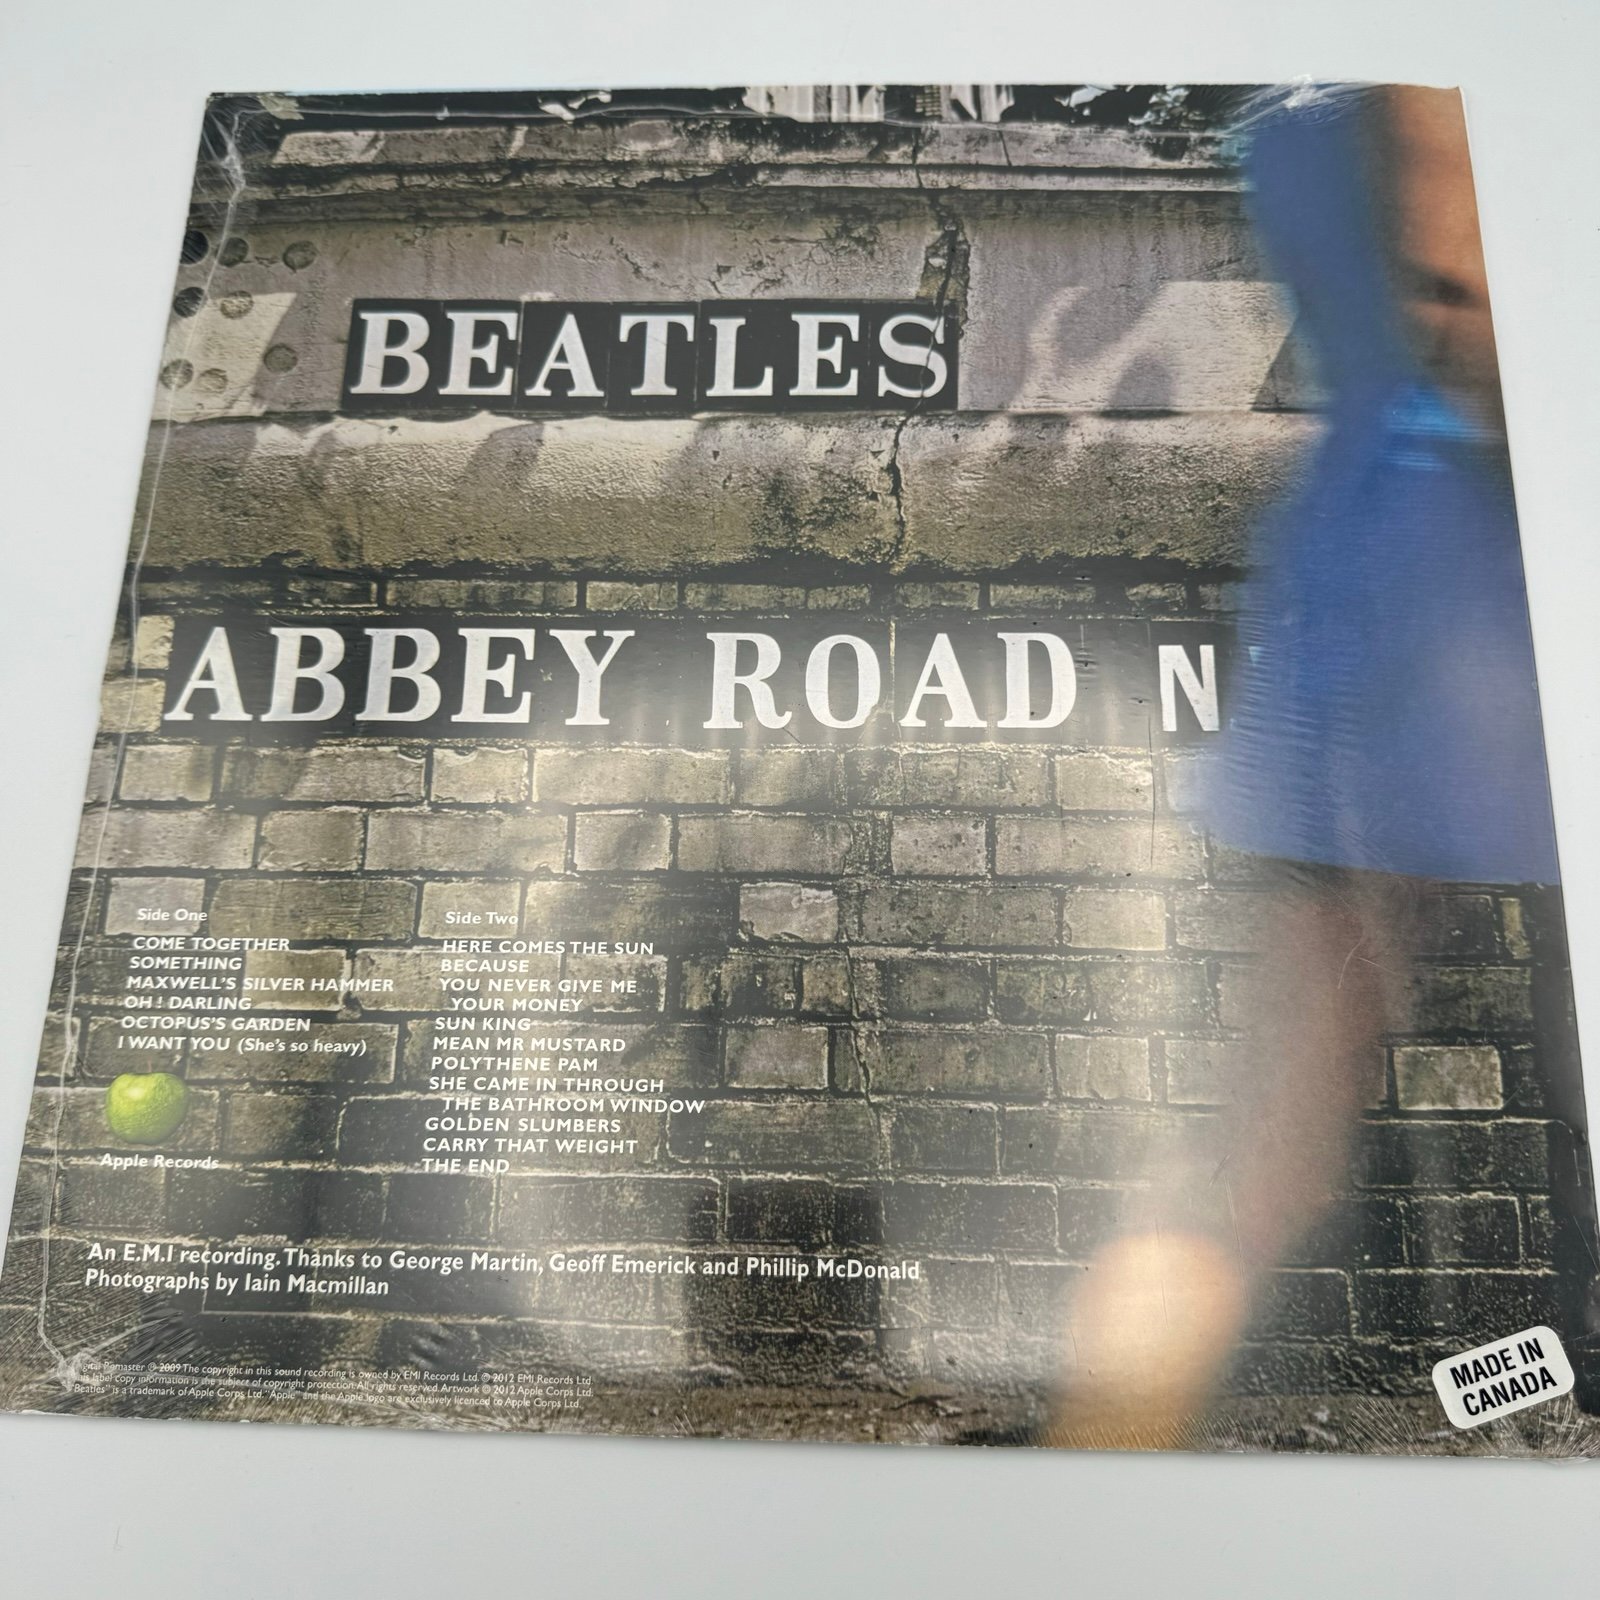 BEATLES
ABBEY ROAD N
Side One
COME TOGETHER
SOMETHING
MAXWELL'S SILVER HAMMER
OH! DARLING
OCTOPUS'S GARDEN
I WANT YOU (She's so heavy)
Apple Records
Side Two
HERE COMES THE SUN
BECAUSE
YOU NEVER GIVE ME
YOUR MONEY
SUN KING
MEAN MR MUSTARD
POLYTHENE PAM
SHE CAME IN THROUGH
THE BATHROOM WINDOW
GOLDEN SLUMBERS
CARRY THAT WEIGHT
THE END
An E.M.I recording. Thanks to George Martin, Geoff Emerick and Phillip McDonald
Photographs by Iain Macmillan
Remaster ℗ 2009 The copyright in this sound recording is owned by EMI Records Ltd. © 2012 EMI Records Ltd
label copy information is the subject of copyright protection. All rights reserved. Artwork © 2012 Apple Corps Ltd.
"Beatles" is a trademark of Apple Corps Ltd. "Apple" and the Apple logo are exclusively licenced to Apple Corps Ltd.
MADE IN
CANADA